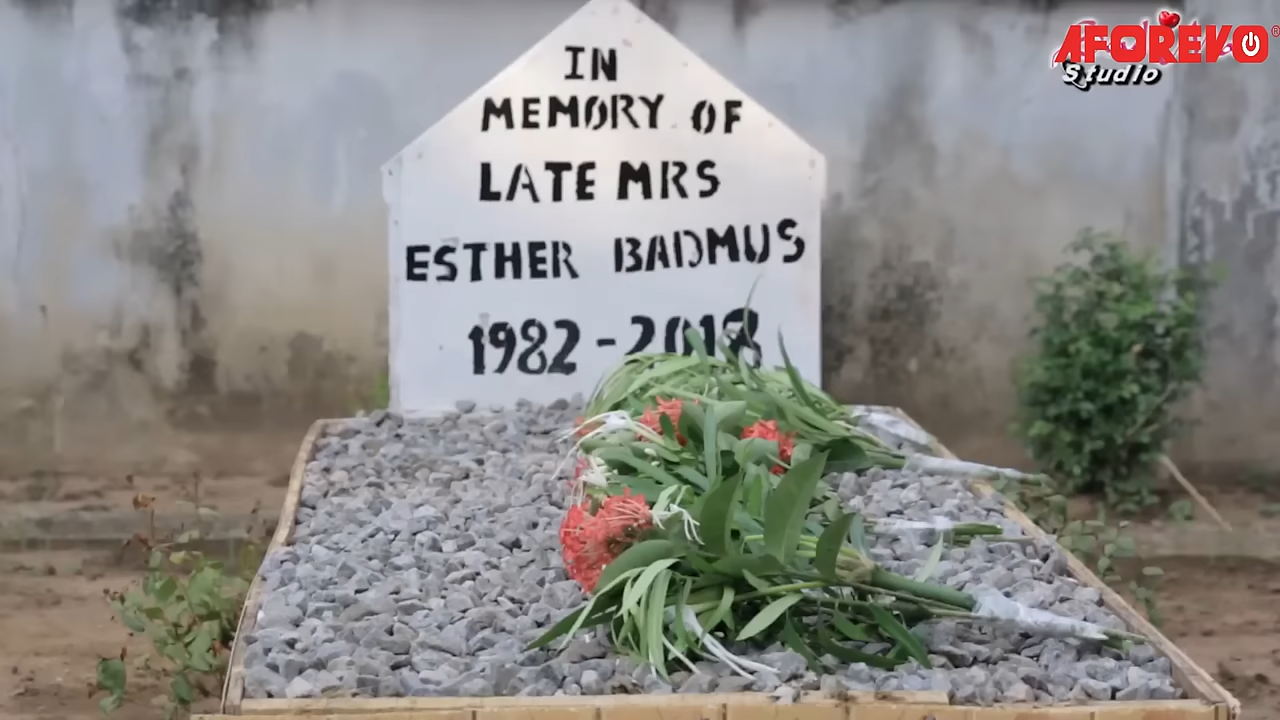 AFOREVO
Studio
IN
MEMORY OF
LATE MRS
ESTHER BADMUS
1982-2018